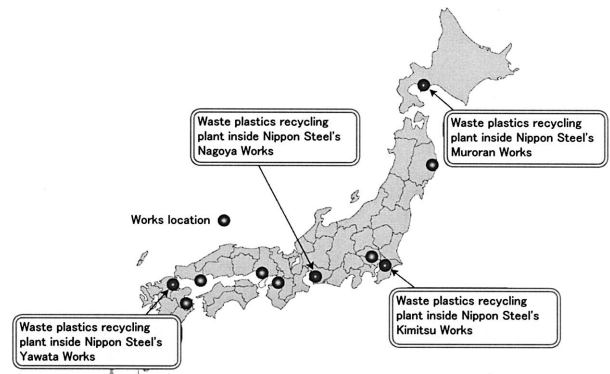 Waste plastics recycling
plant inside Nippon Steel's
Nagoya Works
Waste plastics recycling
plant inside Nippon Steel's
Muroran Works
Works location
Waste plastics recycling
plant inside Nippon Steel's
Yawata Works
Waste plastics recycling
plant inside Nippon Steel's
Kimitsu Works